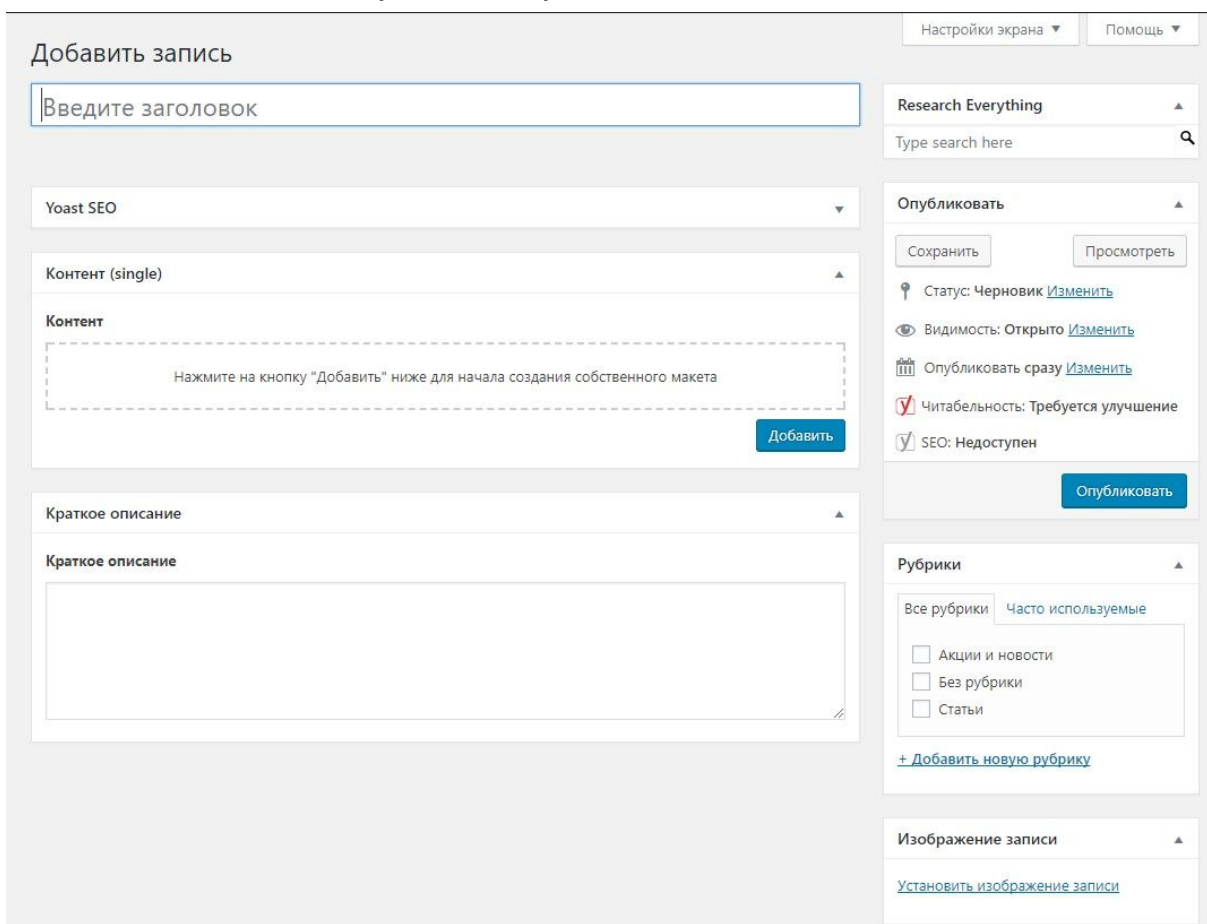 Настройки экрана
Помощь
Добавить запись
Введите заголовок
Yoast SEO
Контент (single)
Контент
Нажмите на кнопку "Добавить" ниже для начала создания собственного макета
Добавить
Краткое описание
Краткое описание
Research Everything
Type search here
Опубликовать
Сохранить
Просмотреть
Статус: Черновик Изменить
Видимость: Открыто Изменить
Опубликовать сразу Изменить
Читабельность: Требуется улучшение
SEO: Недоступен
Опубликовать
Рубрики
Все рубрики Часто используемые
Акции и новости
Без рубрики
Статьи
+ Добавить новую рубрику
Изображение записи
Установить изображение записи